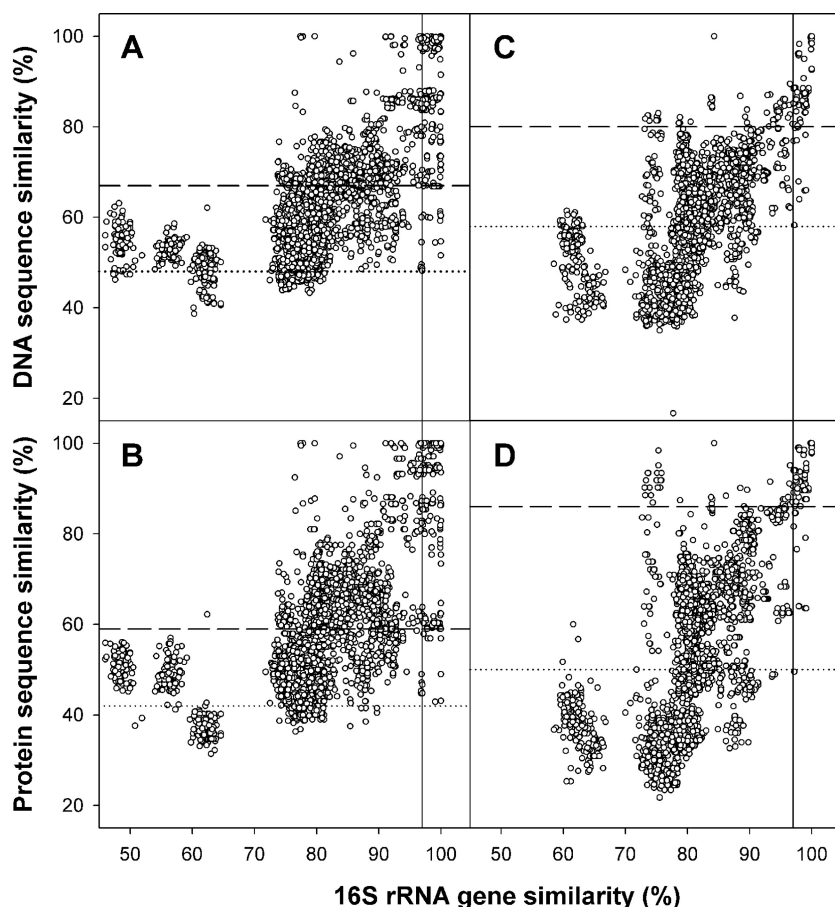 DNA sequence similarity (%)
100
80
60
40
20
A
C
Protein sequence similarity (%)
100
80
60
40
20
B
D
50 60 70 80 90 100
50 60 70 80 90 100
16S rRNA gene similarity (%)